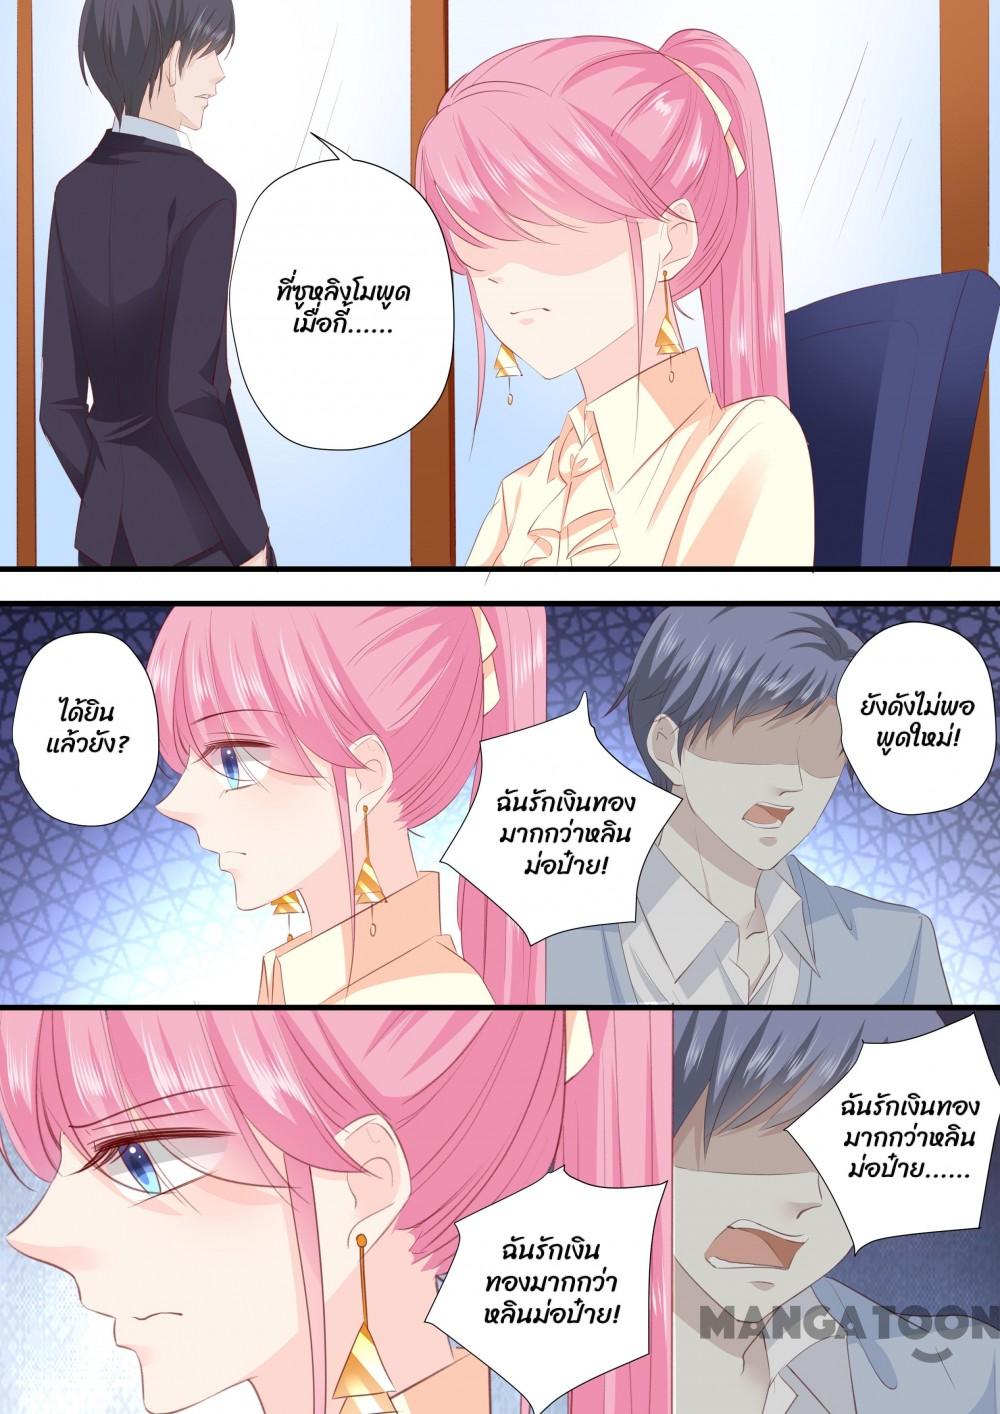 ที่ซูหลิงโมพูด
เมื่อกี้......
ได้ยิน
แล้วยัง?
ยังดังไม่พอ
พูดใหม่!
ฉันรักเงินทอง
มากกว่าหลิน
ม่อป๋าย!
ฉันรักเงินทอง
มากกว่าหลิน
ม่อป๋าย......
ฉันรักเงิน
ทองมากกว่า
หลินม่อป๋าย!
MANGATOON